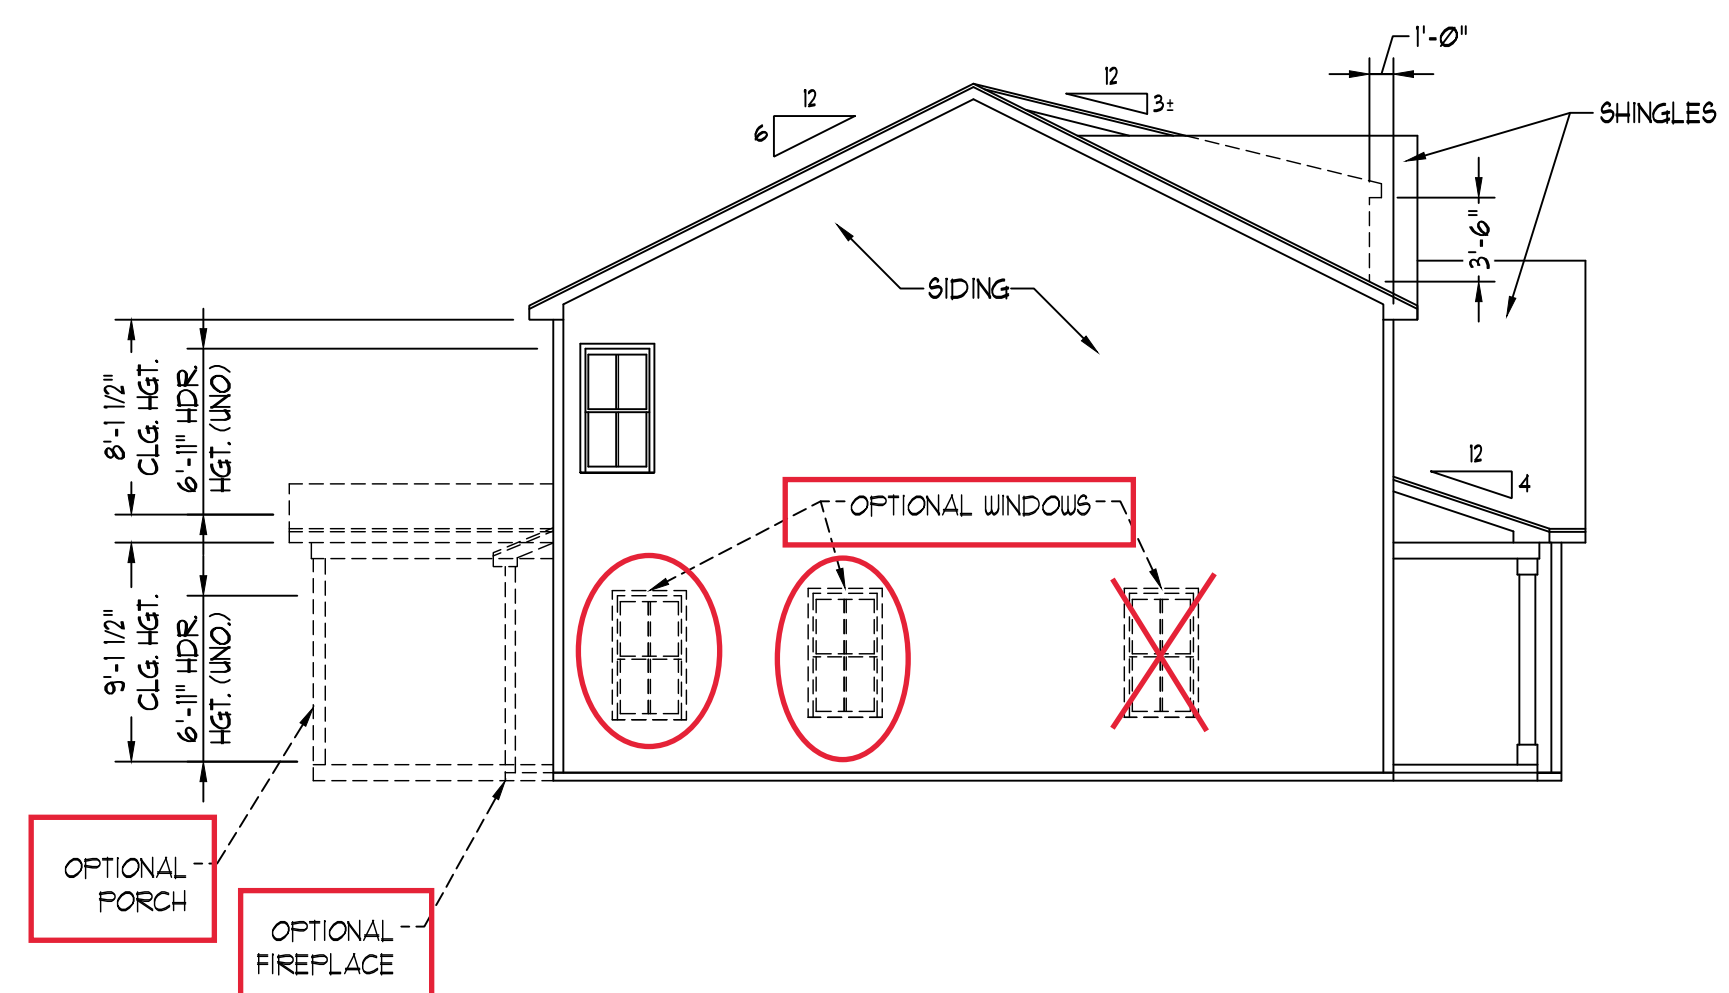 1'-0"
12
3±
12
6
SHINGLES
3'-6"
SIDING
8'-1 1/2"
CLG. HGT.
6'-11" HDR.
HGT. (UNO)
12
4
OPTIONAL WINDOWS
9'-1 1/2"
CLG. HGT.
6'-11" HDR.
HGT. (UNO.)
OPTIONAL
PORCH
OPTIONAL
FIREPLACE